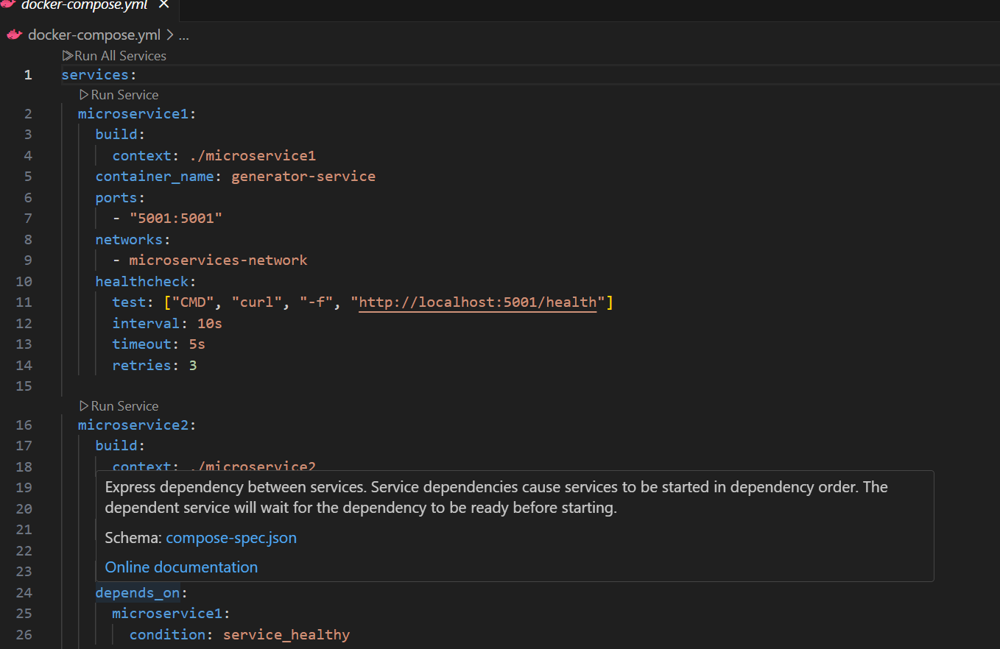 docker-compose.yml ×
docker-compose.yml > ...
Run All Services
1 services:
Run Service
2 microservice1:
3 build:
4 context: ./microservice1
5 container_name: generator-service
6 ports:
7 - "5001:5001"
8 networks:
9 - microservices-network
10 healthcheck:
11 test: ["CMD", "curl", "-f", "http://localhost:5001/health"]
12 interval: 10s
13 timeout: 5s
14 retries: 3
15
Run Service
16 microservice2:
17 build:
18 context: ./microservice2
19 Express dependency between services. Service dependencies cause services to be started in dependency order. The
20 dependent service will wait for the dependency to be ready before starting.
21
22 Schema: compose-spec.json
23 Online documentation
24 depends_on:
25 microservice1:
26 condition: service_healthy